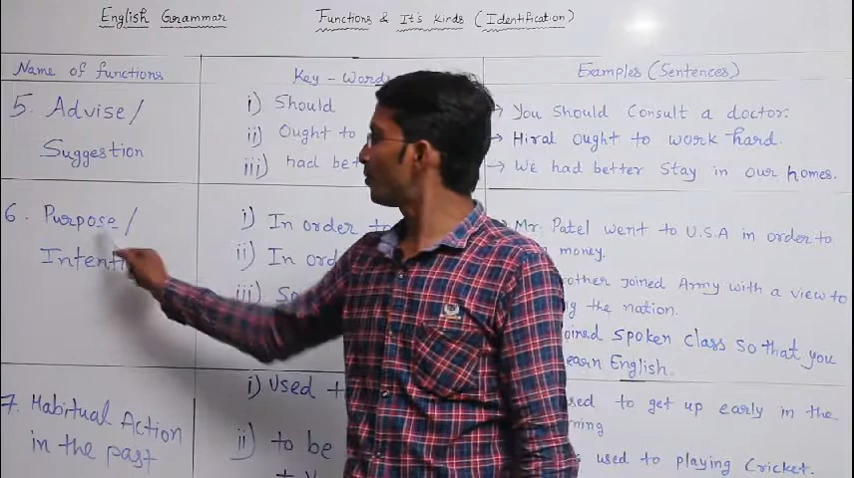 English Grammar
Functions & It's Kinds (Identification)
Name of functions
Key - Words
Examples (Sentences)
5. Advise/
Suggestion
i) Should
ii) Ought to
iii) had bet
→ You Should Consult a doctor.
→ Hiral ought to work hard.
→ We had better Stay in our homes.
6. Purpose/
Intenti
i) In order to
ii) In ord
iii) So
Mr. Patel went to U.S.A in order to
money.
other joined Army with a view to
the nation.
oined spoken class so that you
earn English.
7. Habitual Action
in the past
i) Used t
ii) to be
sed to get up early in the
ning
used to playing Cricket.